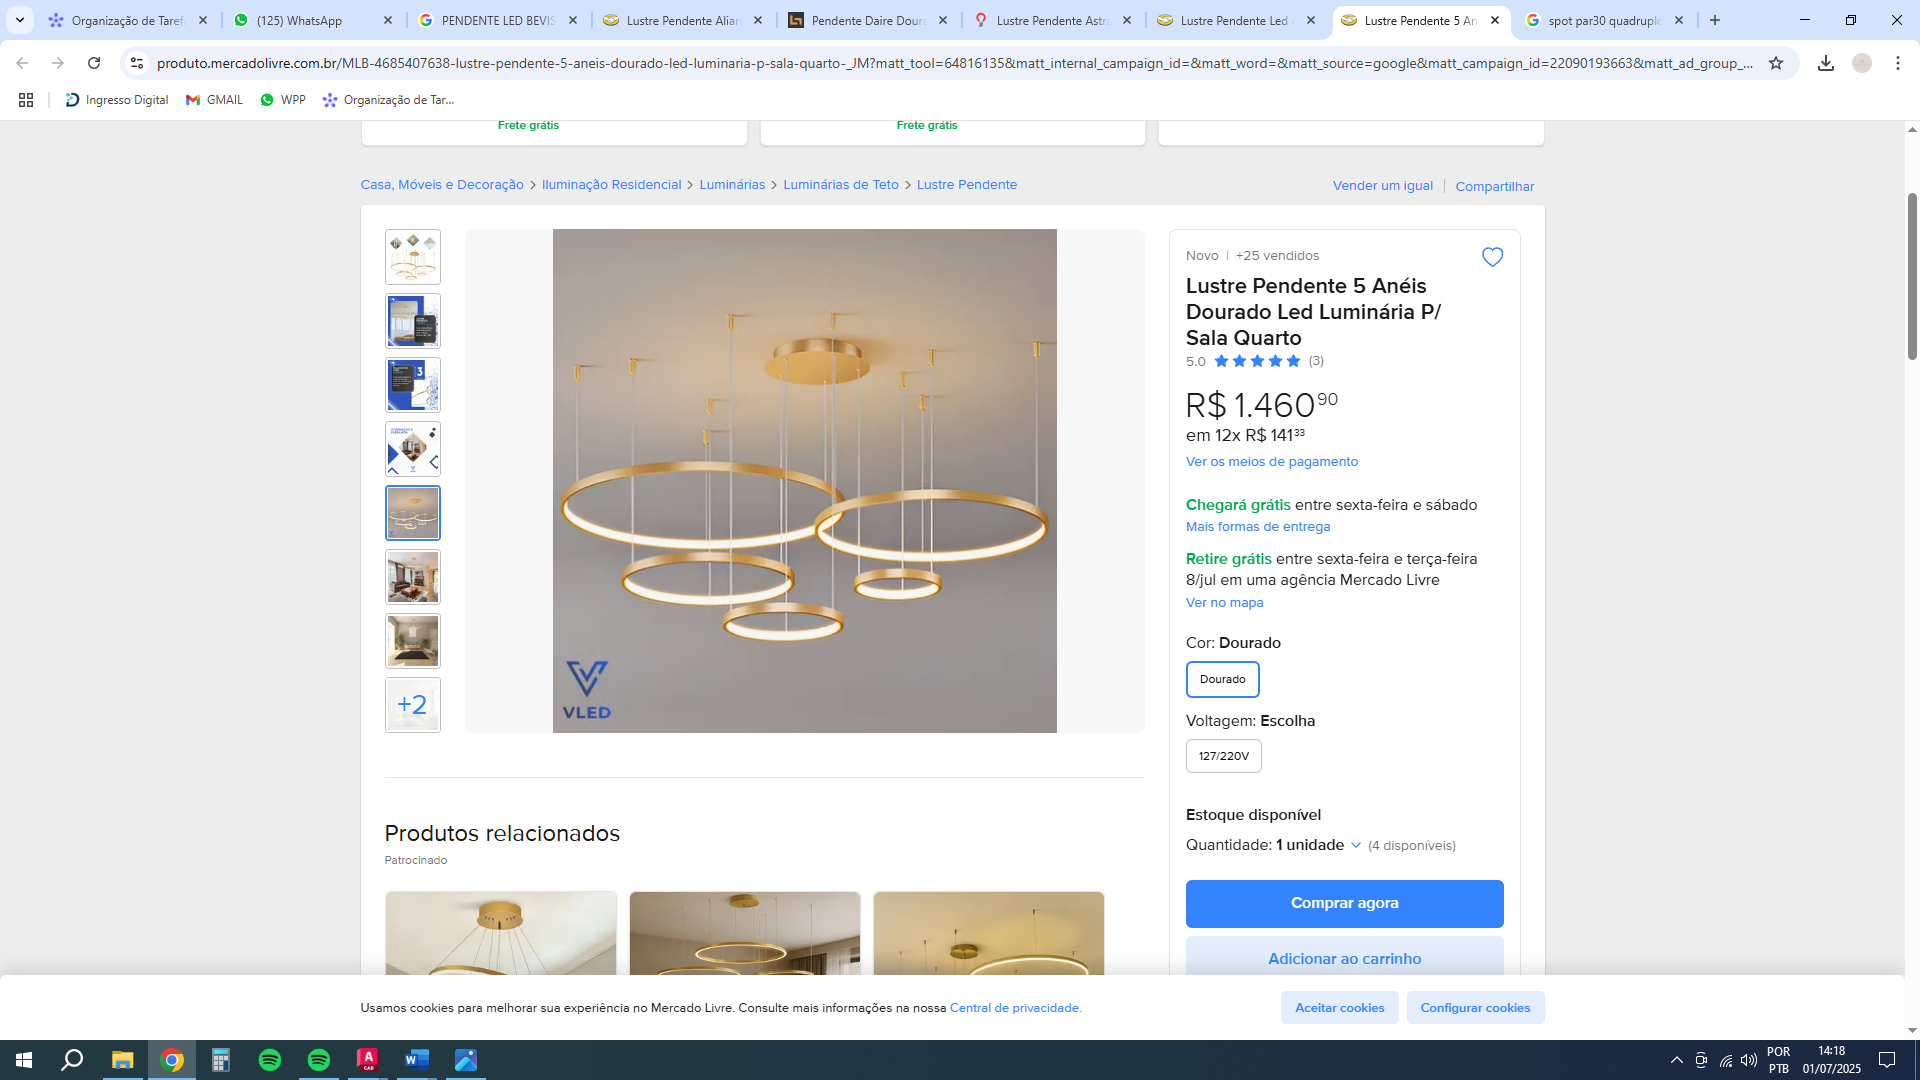 Organização de Taref
(125) WhatsApp
PENDENTE LED BEVIS
Lustre Pendente Alian
Pendente Daire Doura
Lustre Pendente Astra
Lustre Pendente Led
Lustre Pendente 5 An
spot par30 quadruplo
produto.mercadolivre.com.br/MLB-4685407638-lustre-pendente-5-aneis-dourado-led-luminaria-p-sala-quarto-_JM?matt_tool=64816135&matt_internal_campaign_id=&matt_word=&matt_source=google&matt_campaign_id=22090193663&matt_ad_group_...
Ingresso Digital
GMAIL
WPP
Organização de Tar...
Frete grátis
Frete grátis
Casa, Móveis e Decoração > Iluminação Residencial > Luminárias > Luminárias de Teto > Lustre Pendente
Vender um igual | Compartilhar
+2
VLED
Novo | +25 vendidos
Lustre Pendente 5 Anéis
Dourado Led Luminária P/
Sala Quarto
5.0 (3)
R$ 1.460 90
em 12x R$ 141 33
Ver os meios de pagamento
Chegará grátis entre sexta-feira e sábado
Mais formas de entrega
Retire grátis entre sexta-feira e terça-feira
8/jul em uma agência Mercado Livre
Ver no mapa
Cor: Dourado
Dourado
Voltagem: Escolha
127/220V
Estoque disponível
Quantidade: 1 unidade (4 disponíveis)
Comprar agora
Adicionar ao carrinho
Produtos relacionados
Patrocinado
Usamos cookies para melhorar sua experiência no Mercado Livre. Consulte mais informações na nossa Central de privacidade.
Aceitar cookies
Configurar cookies
POR
PTB
14:18
01/07/2025